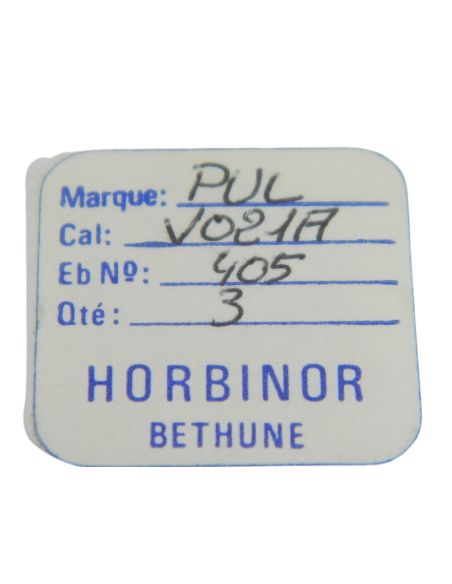 Marque: PUL
Cal: V021A
Eb Nº: 405
Qté: 3
HORBINOR
BETHUNE